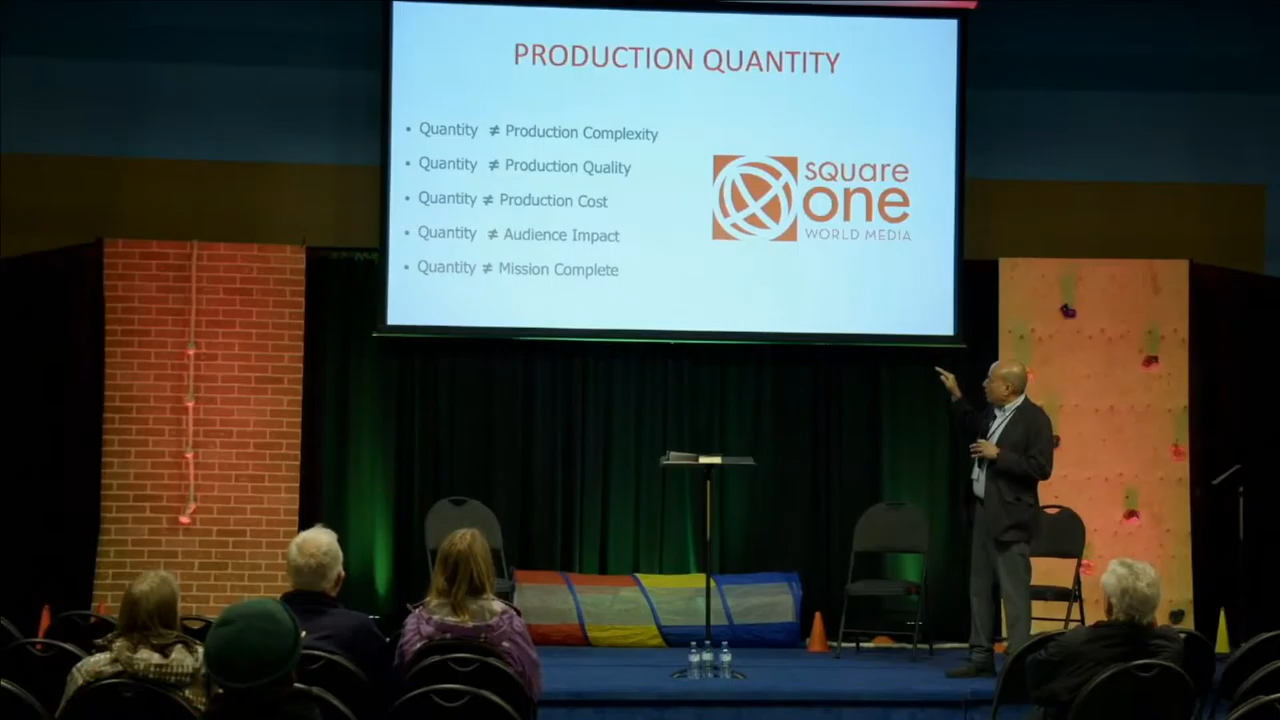 PRODUCTION QUANTITY
• Quantity ≠ Production Complexity
• Quantity ≠ Production Quality
• Quantity ≠ Production Cost
• Quantity ≠ Audience Impact
• Quantity ≠ Mission Complete
square
one
WORLD MEDIA